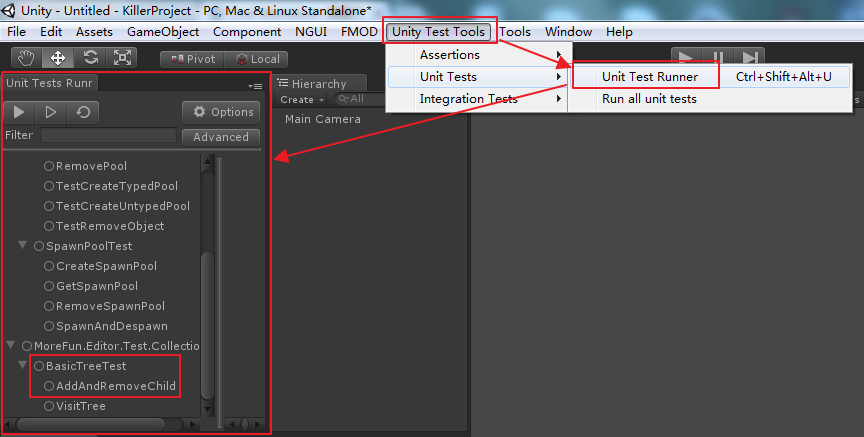 Unity - Untitled - KillerProject - PC, Mac & Linux Standalone*
File Edit Assets GameObject Component NGUI FMOD Unity Test Tools Tools Window Help
Pivot Local
Assertions
Unit Tests
Integration Tests
Unit Test Runner Ctrl+Shift+Alt+U
Run all unit tests
Unit Tests Runr
Options
Filter
Advanced
RemovePool
TestCreateTypedPool
TestCreateUntypedPool
TestRemoveObject
SpawnPoolTest
CreateSpawnPool
GetSpawnPool
RemoveSpawnPool
SpawnAndDespawn
MoreFun.Editor.Test.Collectio
BasicTreeTest
AddAndRemoveChild
VisitTree
Hierarchy
Create All
Main Camera